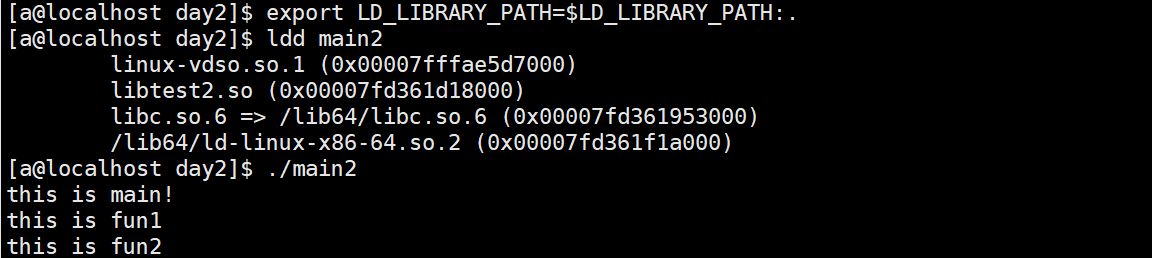 [a@localhost day2]$ export LD_LIBRARY_PATH=$LD_LIBRARY_PATH:.
[a@localhost day2]$ ldd main2
        linux-vdso.so.1 (0x00007fffae5d7000)
        libtest2.so (0x00007fd361d18000)
        libc.so.6 => /lib64/libc.so.6 (0x00007fd361953000)
        /lib64/ld-linux-x86-64.so.2 (0x00007fd361f1a000)
[a@localhost day2]$ ./main2
this is main!
this is fun1
this is fun2